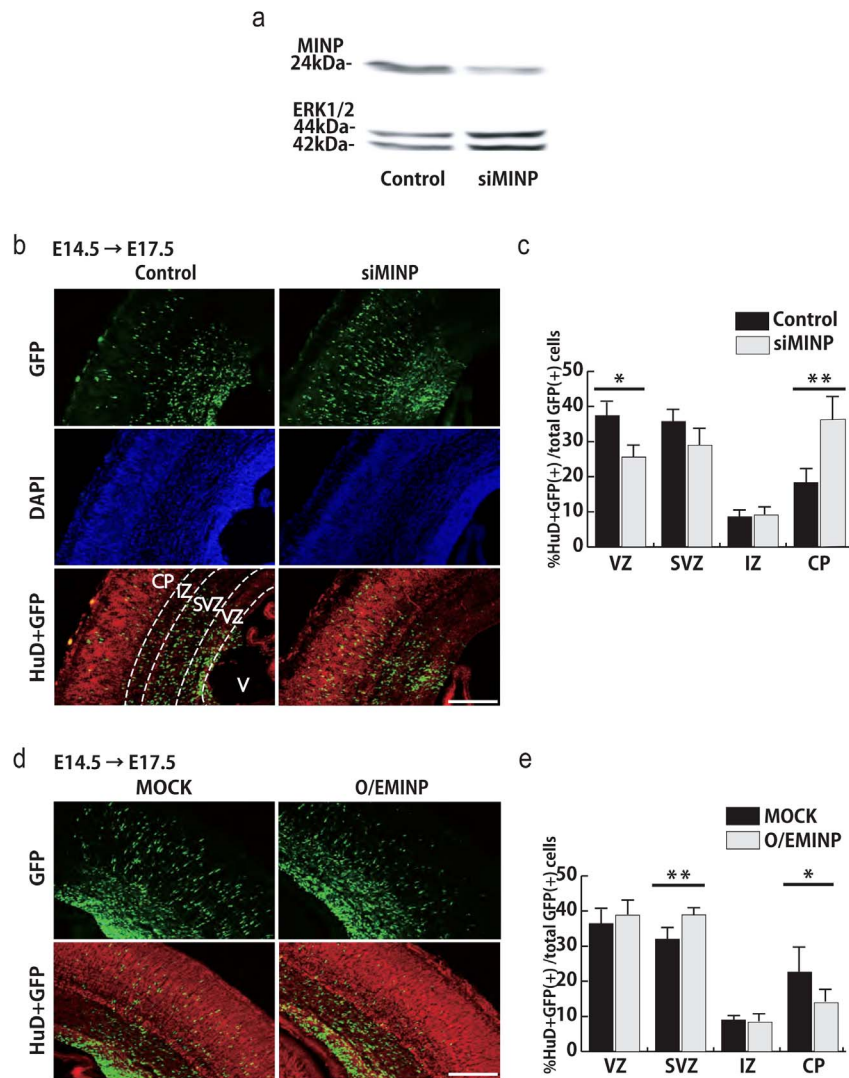 a
MINP
24kDa-
ERK1/2
44kDa-
42kDa-
Control siMINP
b E14.5 → E17.5
Control siMINP
GFP
DAPI
HuD+GFP
CP IZ SVZ VZ
V
c
Control
siMINP
%HuD+GFP(+) /total GFP(+) cells
50
40
30
20
10
0
* **
VZ SVZ IZ CP
d E14.5 → E17.5
MOCK O/EMINP
GFP
HuD+GFP
e
MOCK
O/EMINP
%HuD+GFP(+) /total GFP(+) cells
50
40
30
20
10
0
** *
VZ SVZ IZ CP